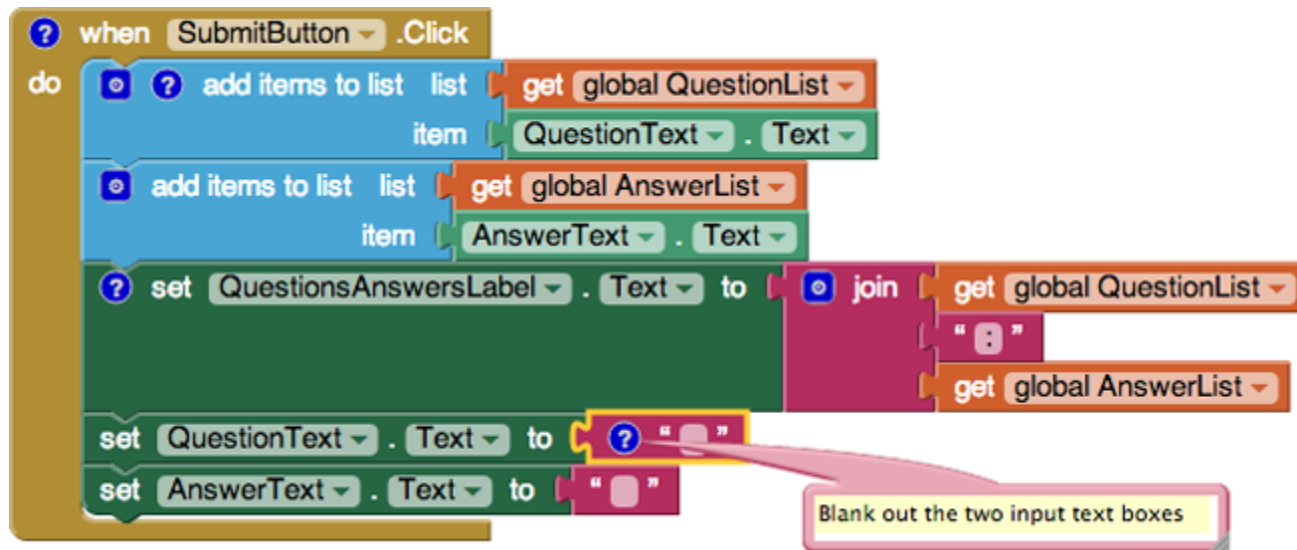 ? when SubmitButton .Click
do ? add items to list list get global QuestionList
item QuestionText . Text
add items to list list get global AnswerList
item AnswerText . Text
? set QuestionsAnswersLabel . Text to join get global QuestionList
" : "
get global AnswerList
set QuestionText . Text to ? " "
set AnswerText . Text to " "
Blank out the two input text boxes